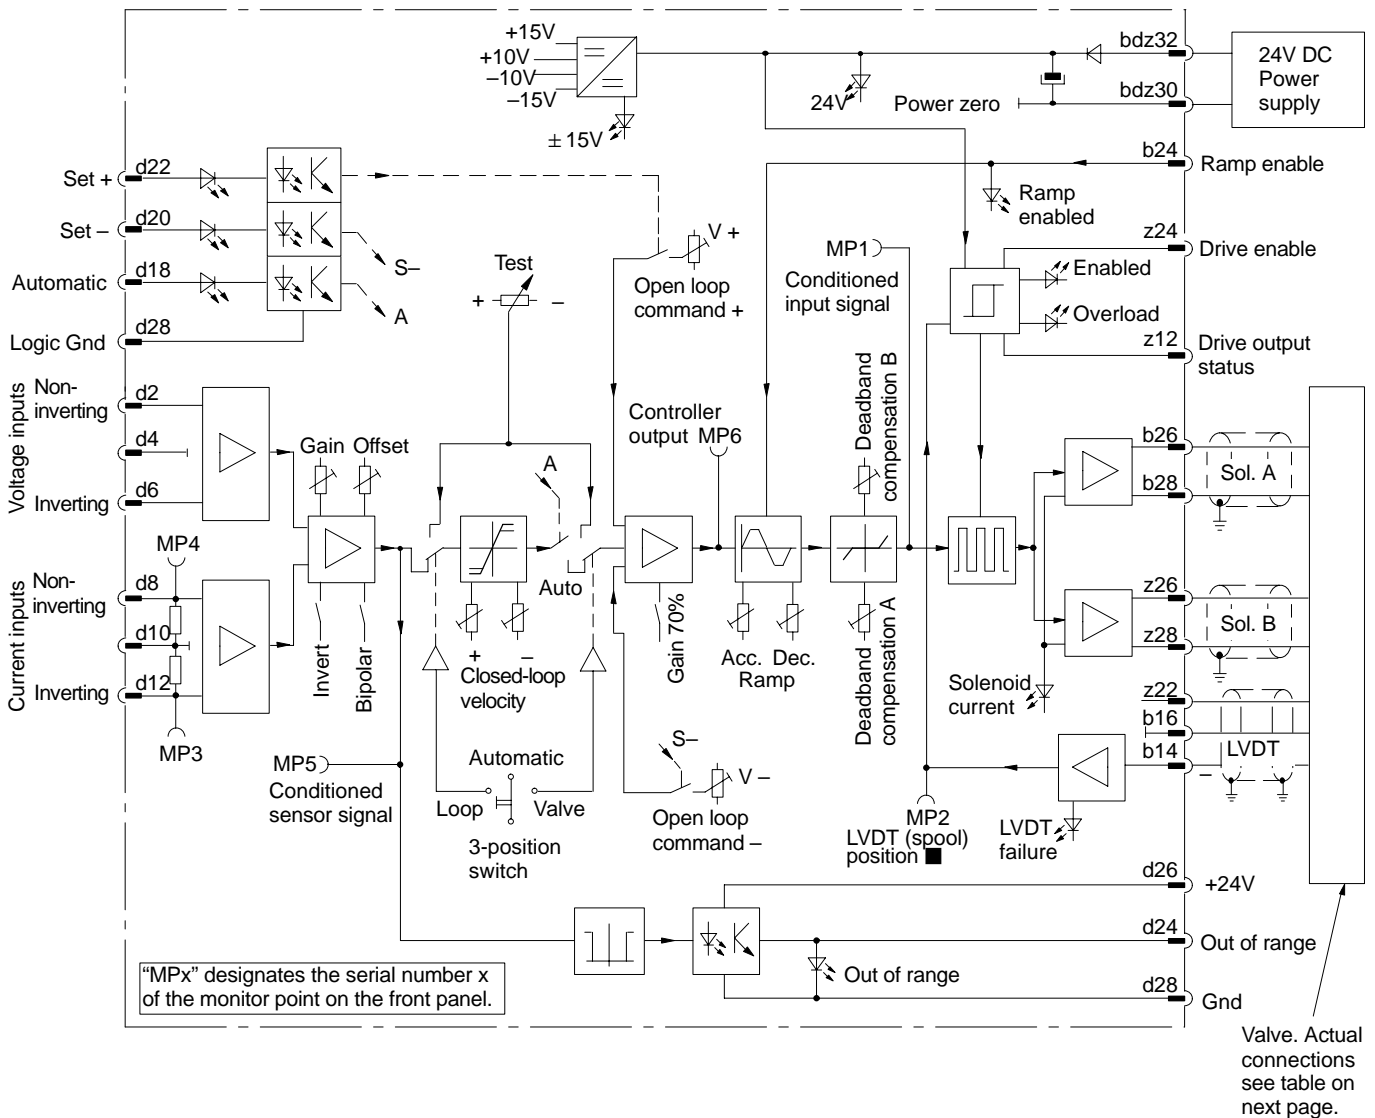 +15V
+10V
–10V
–15V
± 15V
24V
Power zero
bdz32
bdz30
24V DC
Power
supply
b24
Ramp enable
Ramp
enabled
Set +
d22
Set –
d20
Automatic
d18
Logic Gnd
d28
S–
A
Test
+
–
V +
Open loop
command +
MP1
Conditioned
input signal
z24
Drive enable
Enabled
Overload
z12
Drive output
status
Voltage inputs
Non-
inverting
d2
d4
Inverting
d6
Gain
Offset
A
Controller
output MP6
Deadband
compensation B
b26
b28
Sol. A
MP4
Current inputs
Non-
inverting
d8
d10
Inverting
d12
MP3
Invert
Bipolar
+
–
Closed-loop
velocity
Auto
Gain 70%
Acc.
Dec.
Ramp
Deadband
compensation A
z26
z28
Sol. B
Solenoid
current
z22
b16
b14
LVDT
–
MP5
Conditioned
sensor signal
Automatic
Loop
Valve
3-position
switch
S–
V –
Open loop
command –
MP2
LVDT (spool)
position ■
LVDT
failure
d26
+24V
d24
Out of range
Out of range
d28
Gnd
“MPx” designates the serial number x
of the monitor point on the front panel.
Valve. Actual
connections
see table on
next page.